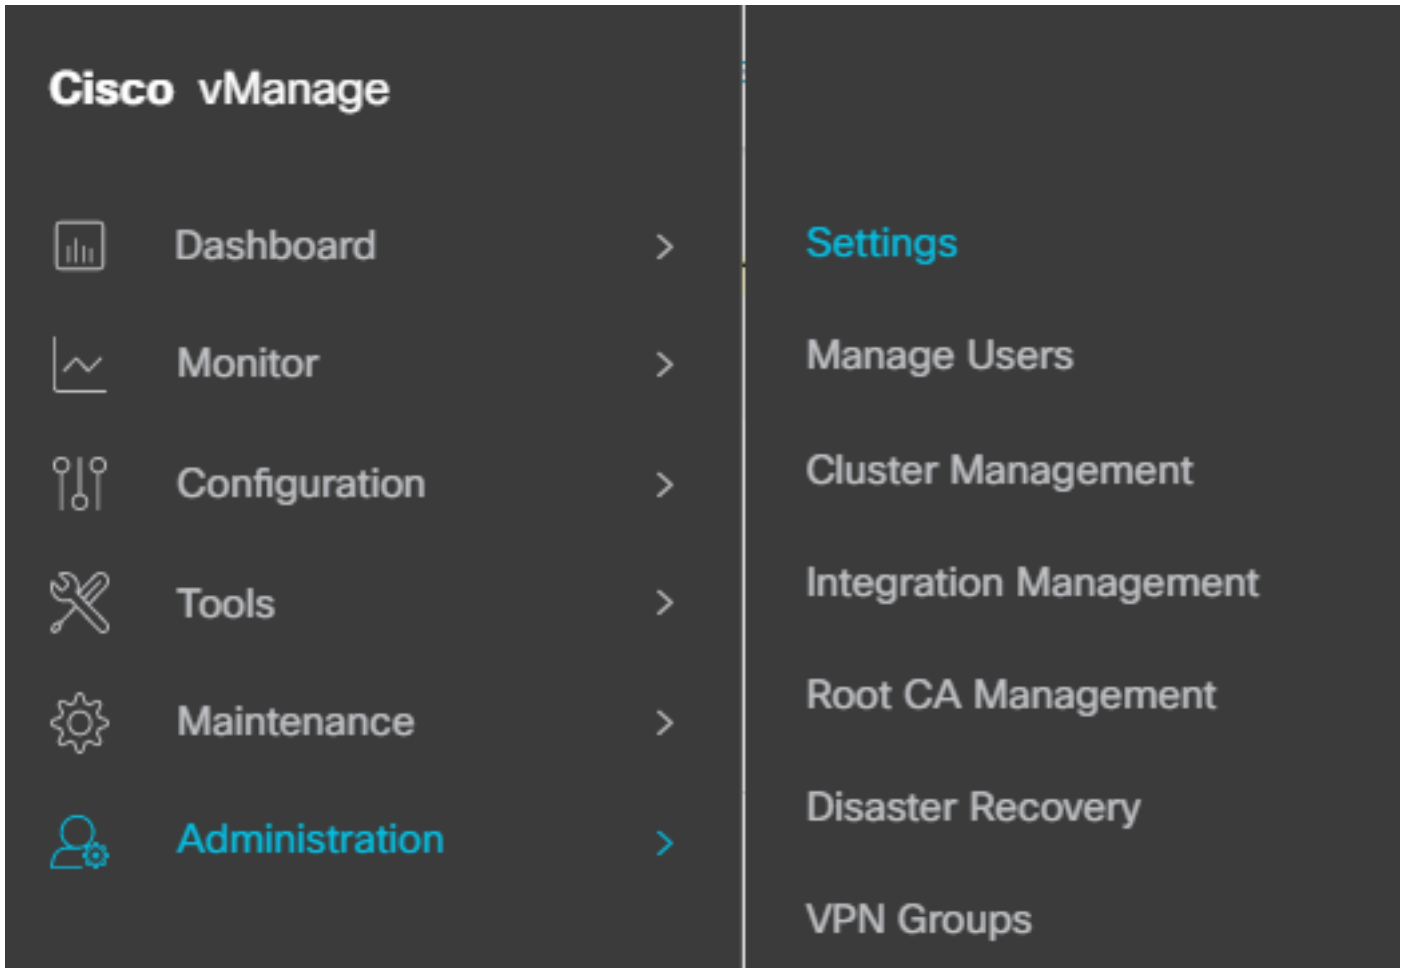 Cisco vManage
Dashboard
Monitor
Configuration
Tools
Maintenance
Administration
Settings
Manage Users
Cluster Management
Integration Management
Root CA Management
Disaster Recovery
VPN Groups